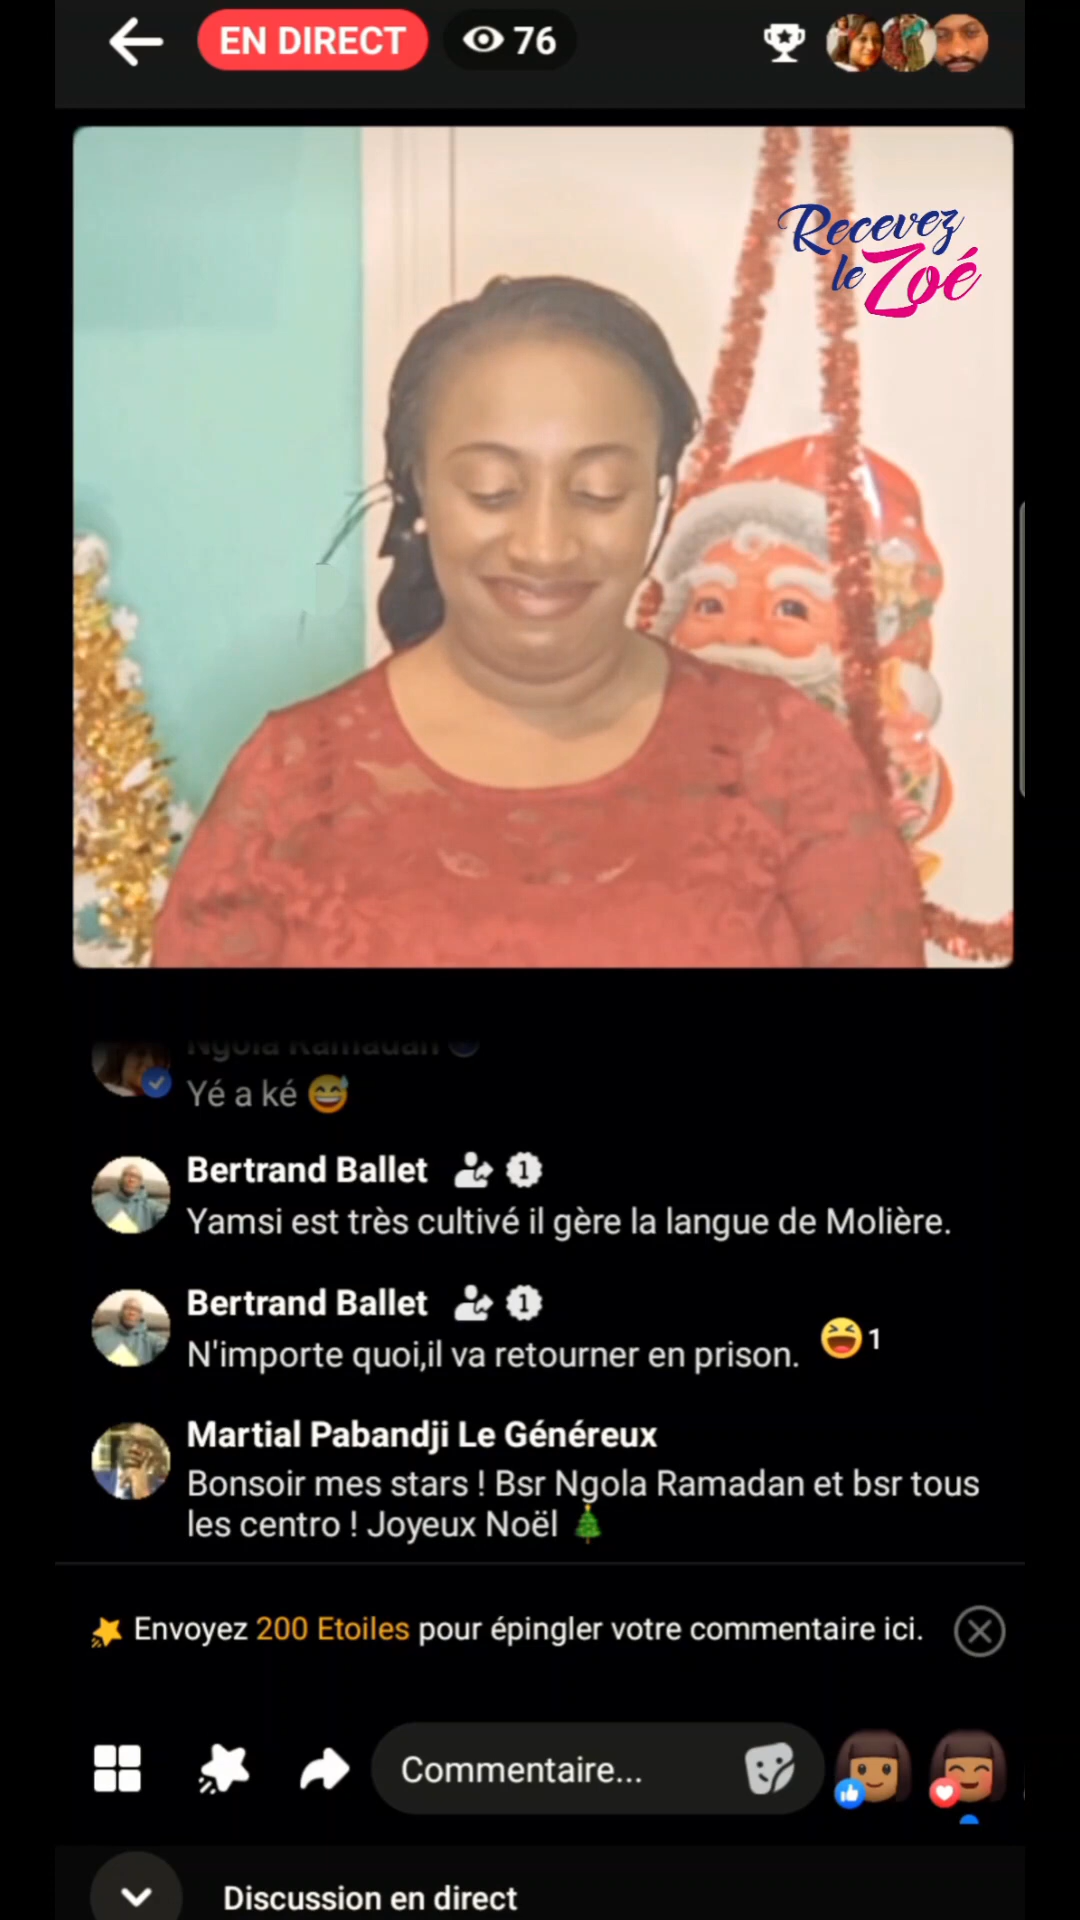 EN DIRECT
76
Recevez
le Zoé
Ngola Ramadan
Yé a ké
Bertrand Ballet
1
Yamsi est très cultivé il gère la langue de Molière.
Bertrand Ballet
1
N'importe quoi,il va retourner en prison.
1
Martial Pabandji Le Généreux
Bonsoir mes stars ! Bsr Ngola Ramadan et bsr tous
les centro ! Joyeux Noël
Envoyez 200 Etoiles pour épingler votre commentaire ici.
Commentaire...
Discussion en direct